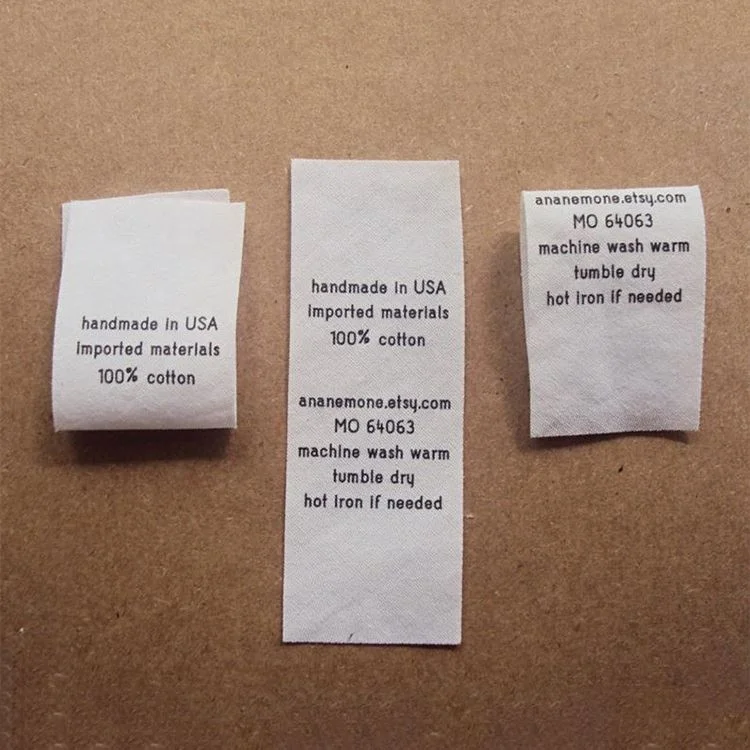 handmade in USA
imported materials
100% cotton
handmade in USA
imported materials
100% cotton
ananemone.etsy.com
MO 64063
machine wash warm
tumble dry
hot iron if needed
ananemone.etsy.com
MO 64063
machine wash warm
tumble dry
hot iron if needed